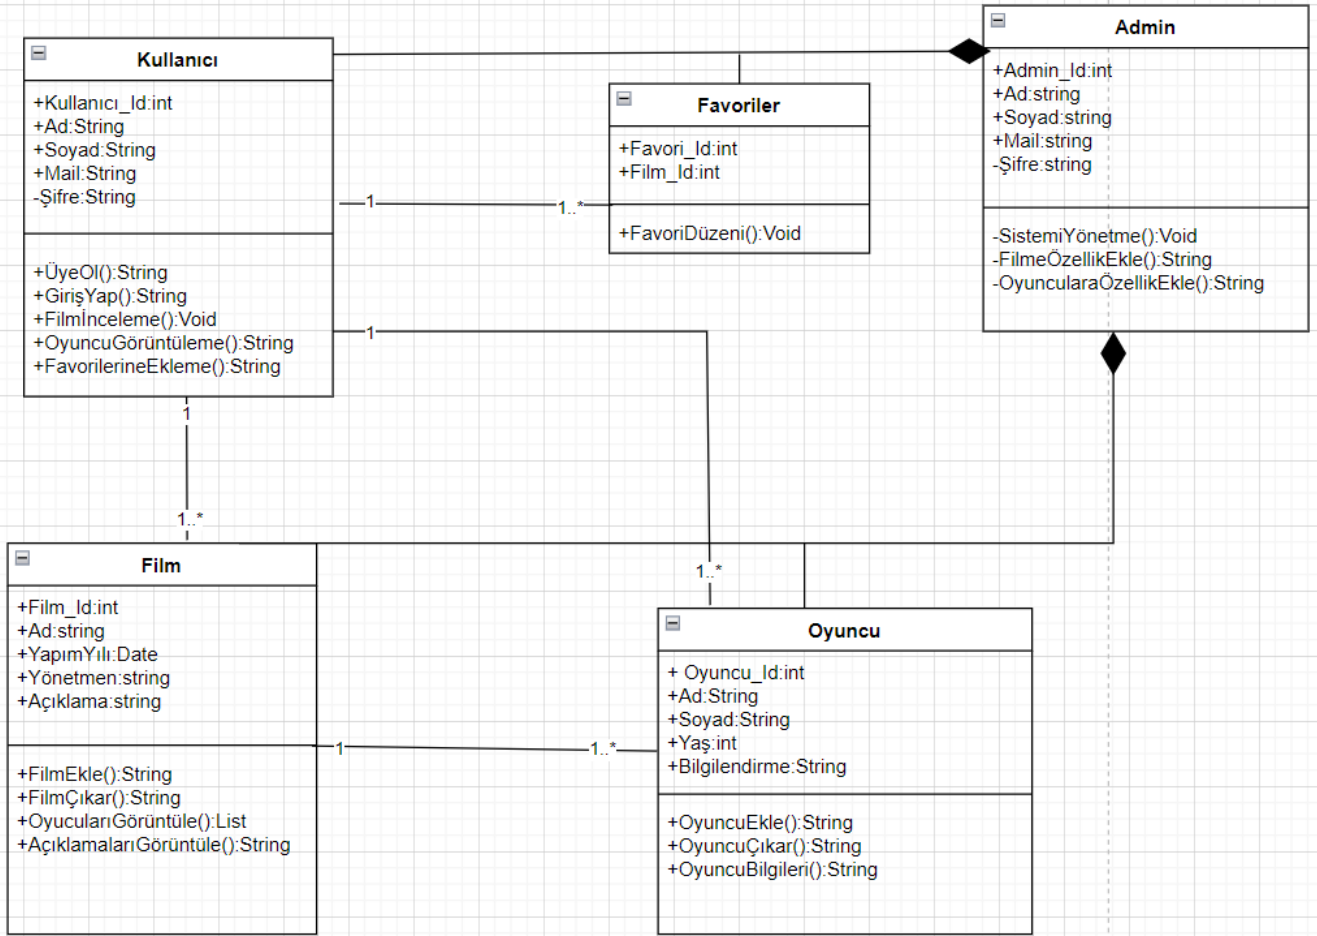 Kullanıcı
+Kullanıcı_Id:int
+Ad:String
+Soyad:String
+Mail:String
-Şifre:String
+ÜyeOl():String
+GirişYap():String
+Filmİnceleme():Void
+OyuncuGörüntüleme():String
+FavorilerineEkleme():String
Favoriler
+Favori_Id:int
+Film_Id:int
+FavoriDüzeni():Void
Admin
+Admin_Id:int
+Ad:string
+Soyad:string
+Mail:string
-Şifre:string
-SistemiYönetme():Void
-FilmeÖzellikEkle():String
-OyuncularaÖzellikEkle():String
1
1..*
1
1..*
1
1..*
Film
+Film_Id:int
+Ad:string
+YapımYılı:Date
+Yönetmen:string
+Açıklama:string
+FilmEkle():String
+FilmÇıkar():String
+OyucularıGörüntüle():List
+AçıklamalarıGörüntüle():String
1
1..*
Oyuncu
+ Oyuncu_Id:int
+Ad:String
+Soyad:String
+Yaş:int
+Bilgilendirme:String
+OyuncuEkle():String
+OyuncuÇıkar():String
+OyuncuBilgileri():String